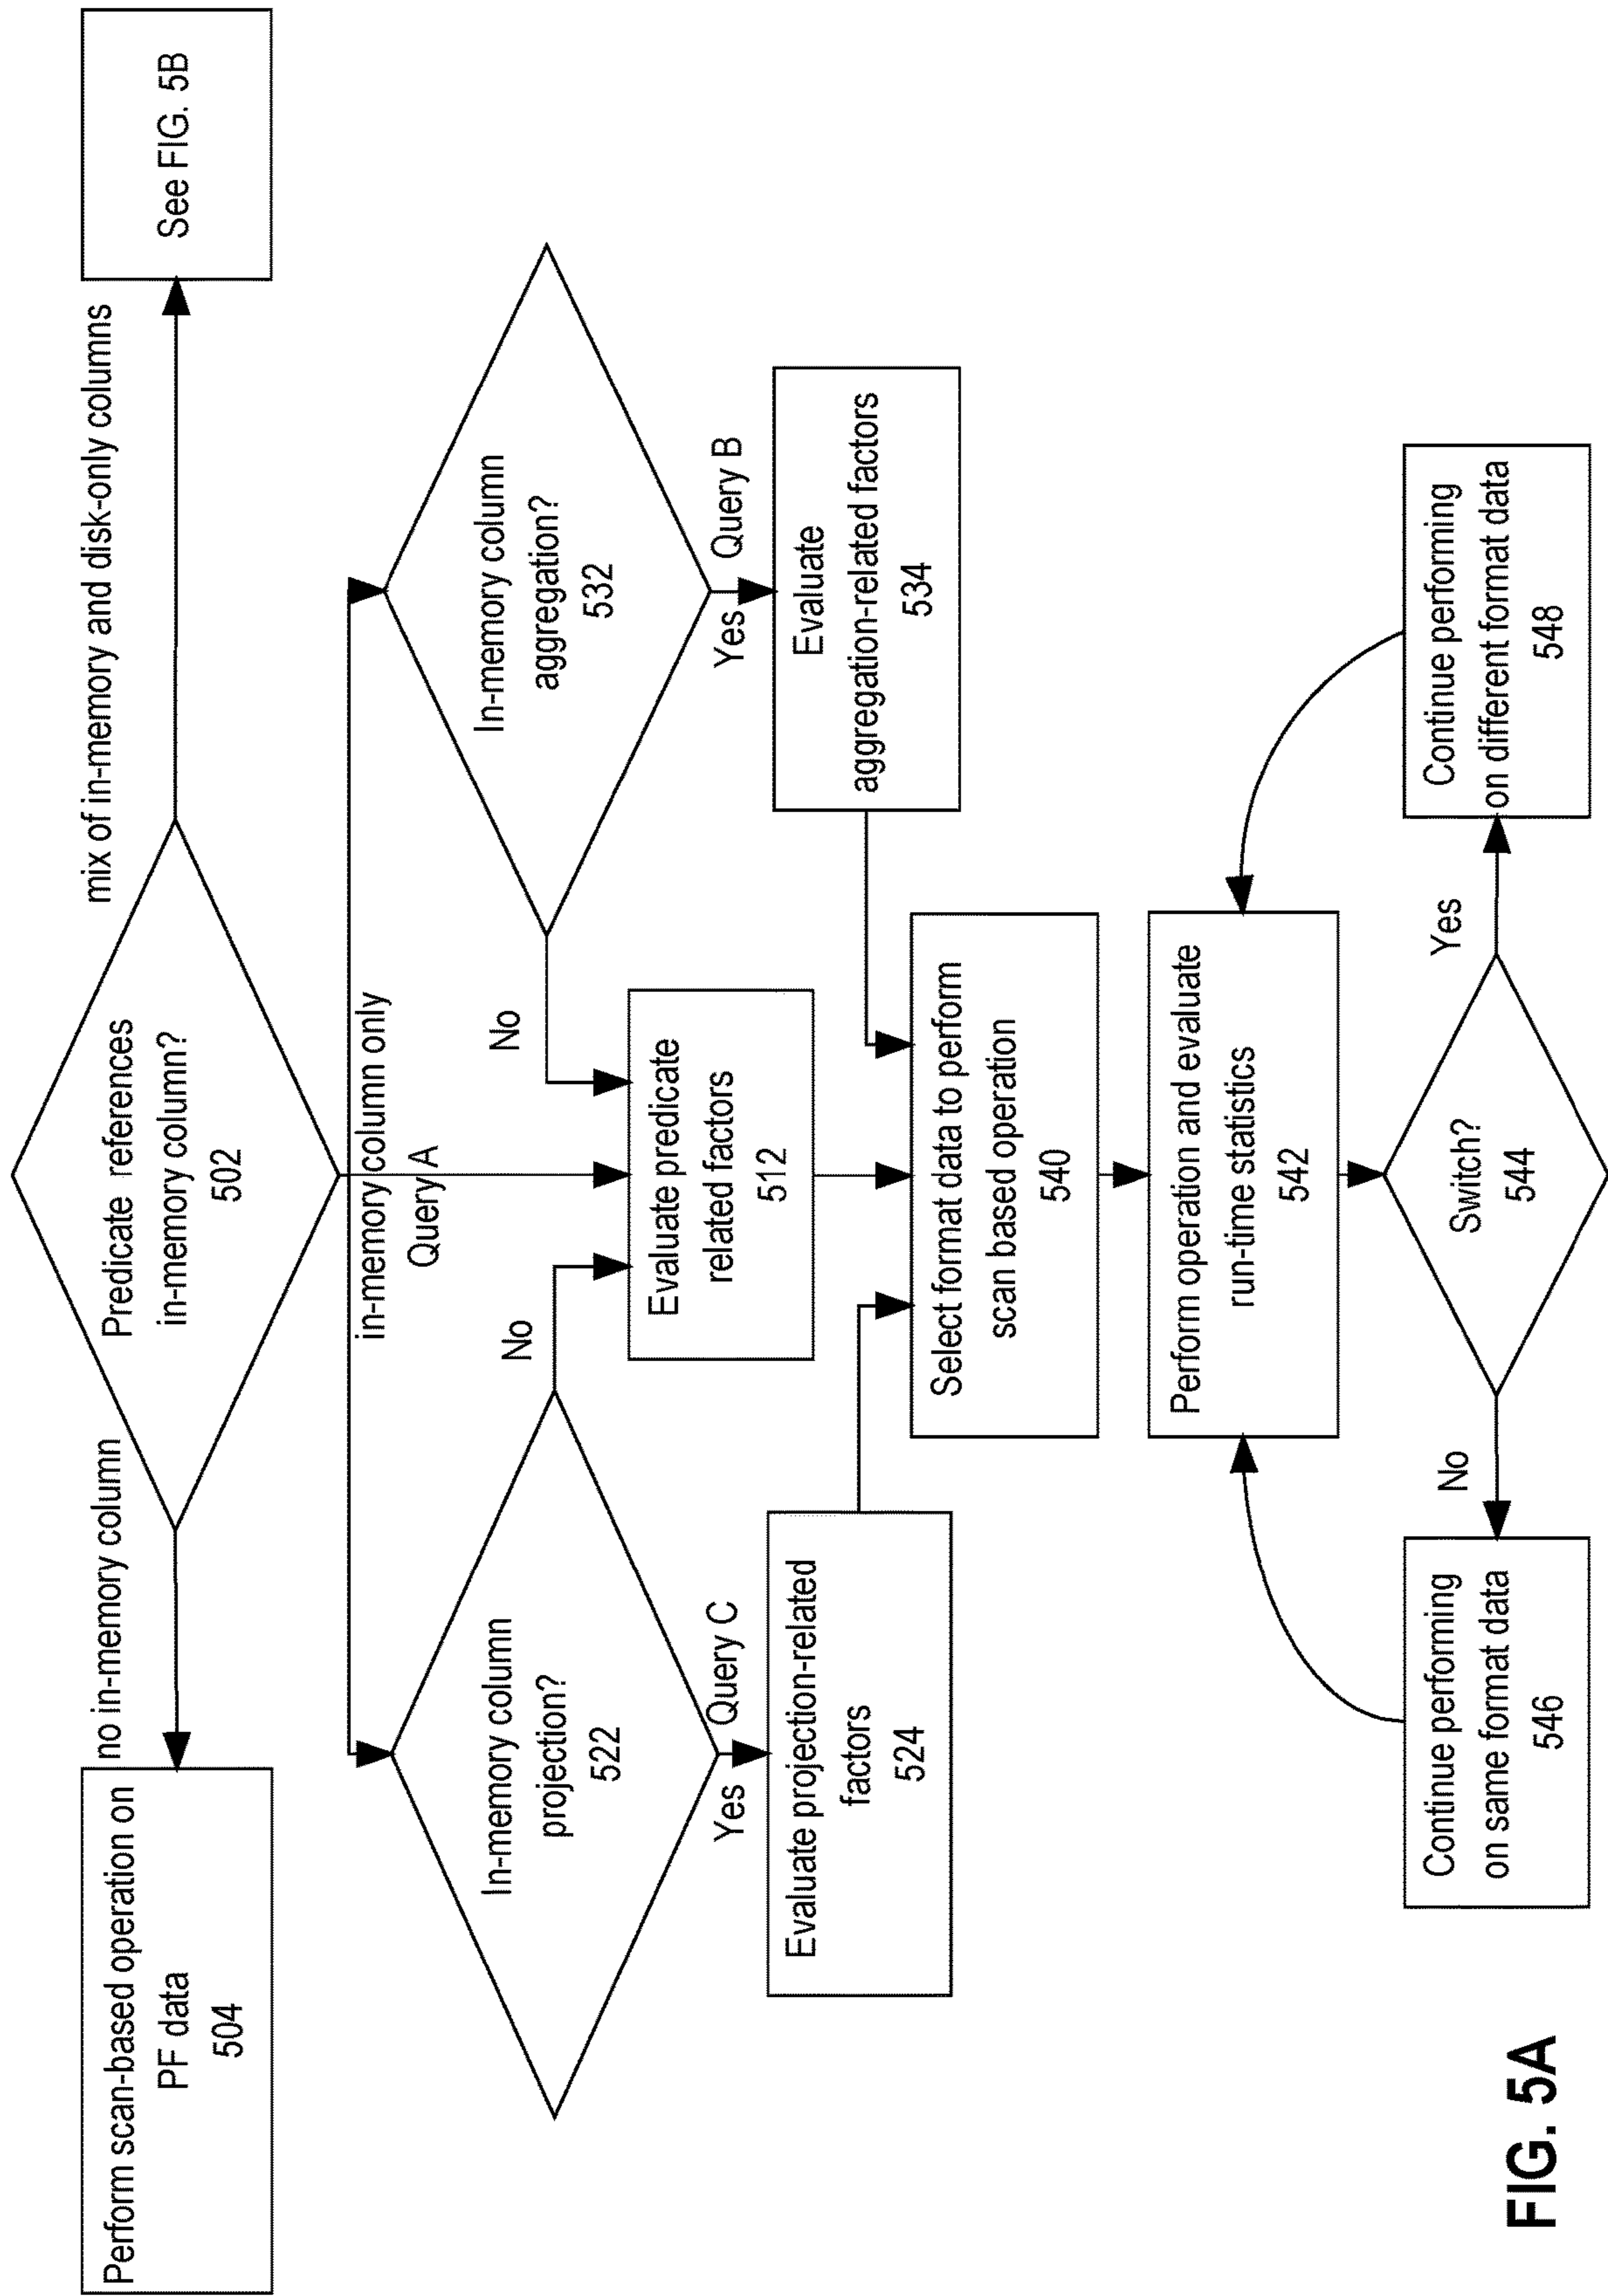 Predicate references
in-memory column?
502
no in-memory column
mix of in-memory and disk-only columns
Perform scan-based operation on
PF data
504
See FIG. 5B
in-memory column only
Query A
In-memory column
projection?
522
In-memory column
aggregation?
532
No
No
Yes
Query C
Yes
Query B
Evaluate predicate
related factors
512
Evaluate projection-related
factors
524
Evaluate
aggregation-related factors
534
Select format data to perform
scan based operation
540
Perform operation and evaluate
run-time statistics
542
Switch?
544
No
Yes
Continue performing
on same format data
546
Continue performing
on different format data
548
FIG. 5A